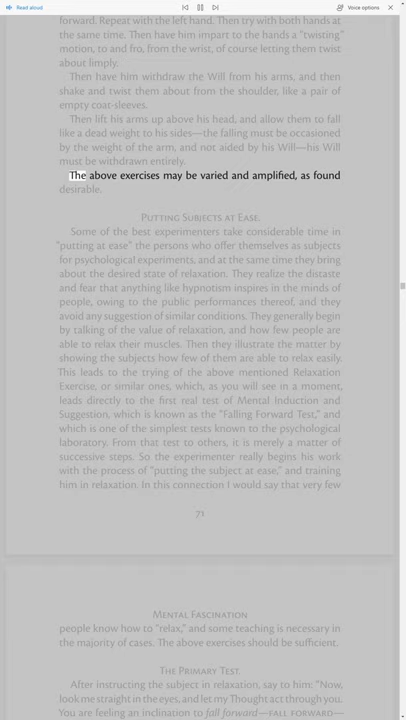 Read aloud
Voice options
forward. Repeat with the left hand. Then try with both hands at
the same time. Then have him impart to the hands a "twisting"
motion, to and fro, from the wrist, of course letting them twist
about limply.
Then have him withdraw the Will from his arms, and then
shake and twist them about from the shoulder, like a pair of
empty coat-sleeves.
Then lift his arms up above his head, and allow them to fall
like a dead weight to his sides—the falling must be occasioned
by the weight of the arm, and not aided by his Will—his Will
must be withdrawn entirely.
The above exercises may be varied and amplified, as found
desirable.
Putting Subjects at Ease.
Some of the best experimenters take considerable time in
"putting at ease" the persons who offer themselves as subjects
for psychological experiments, and at the same time they bring
about the desired state of relaxation. They realize the distaste
and fear that anything like hypnotism inspires in the minds of
people, owing to the public performances thereof, and they
avoid any suggestion of similar conditions. They generally begin
by talking of the value of relaxation, and how few people are
able to relax their muscles. Then they illustrate the matter by
showing the subjects how few of them are able to relax easily.
This leads to the trying of the above mentioned Relaxation
Exercise, or similar ones, which, as you will see in a moment,
leads directly to the first real test of Mental Induction and
Suggestion, which is known as the "Falling Forward Test," and
which is one of the simplest tests known to the psychological
laboratory. From that test to others, it is merely a matter of
successive steps. So the experimenter really begins his work
with the process of "putting the subject at ease," and training
him in relaxation. In this connection I would say that very few
71
Mental Fascination
people know how to "relax," and some teaching is necessary in
the majority of cases. The above exercises should be sufficient.
The Primary Test.
After instructing the subject in relaxation, say to him: "Now,
look me straight in the eyes, and let my Thought act through you.
You are feeling an inclination to fall forward—FALL FORWARD—